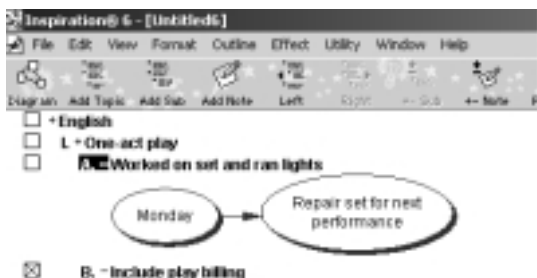 Inspiration® 6 - [Untitled6]
File Edit View Format Outline Effect Utility Window Help
Diagram Add Topic Add Sub Add Note Left Right +- Sub +- Note
+ English
I. + One-act play
A. = Worked on set and ran lights
Monday
Repair set for next
performance
B. - Include play billing